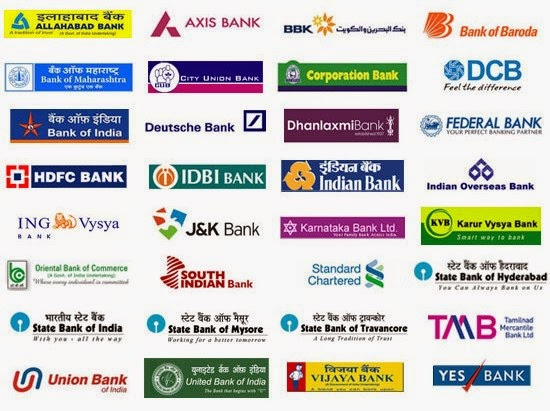 इलाहाबाद बैंक
ALLAHABAD BANK
A tradition of trust
(A Govt. of India Undertaking)
AXIS BANK
BBK
بنك البحرين والكويت
Bank of Baroda
बैंक ऑफ महाराष्ट्र
Bank of Maharashtra
एक कुटुंब एक बैंक
CUB
CITY UNION BANK
Corporation Bank
DCB
Feel the difference
बैंक ऑफ़ इंडिया
Bank of India
Deutsche Bank
Dhanlaxmi Bank
established 1927
FEDERAL BANK
YOUR PERFECT BANKING PARTNER
HDFC BANK
IDBI BANK
इंडियन बैंक
Indian Bank
Indian Overseas Bank
ING Vysya
BANK
J&K Bank
Karnataka Bank Ltd.
Your Family Bank Across India
KVB
Karur Vysya Bank
Smart way to bank
Oriental Bank of Commerce
(A Govt. of India Undertaking)
Where every individual is committed
SOUTH
INDIAN Bank
Standard
Chartered
स्टेट बैंक ऑफ हैदराबाद
State Bank of Hyderabad
You Can Always Bank on Us
भारतीय स्टेट बैंक
State Bank of India
With you - all the way
स्टेट बैंक ऑफ मैसूर
State Bank of Mysore
Working for a better tomorrow
स्टेट बैंक ऑफ ट्रावनकोर
State Bank of Travancore
A Long Tradition of Trust
TMB
Tamilnad
Mercantile
Bank Ltd
Union Bank
of India
युनाइटेड बैंक ऑफ इंडिया
United Bank of India
The Bank that begins with "U"
विजया बैंक
VIJAYA BANK
YES BANK